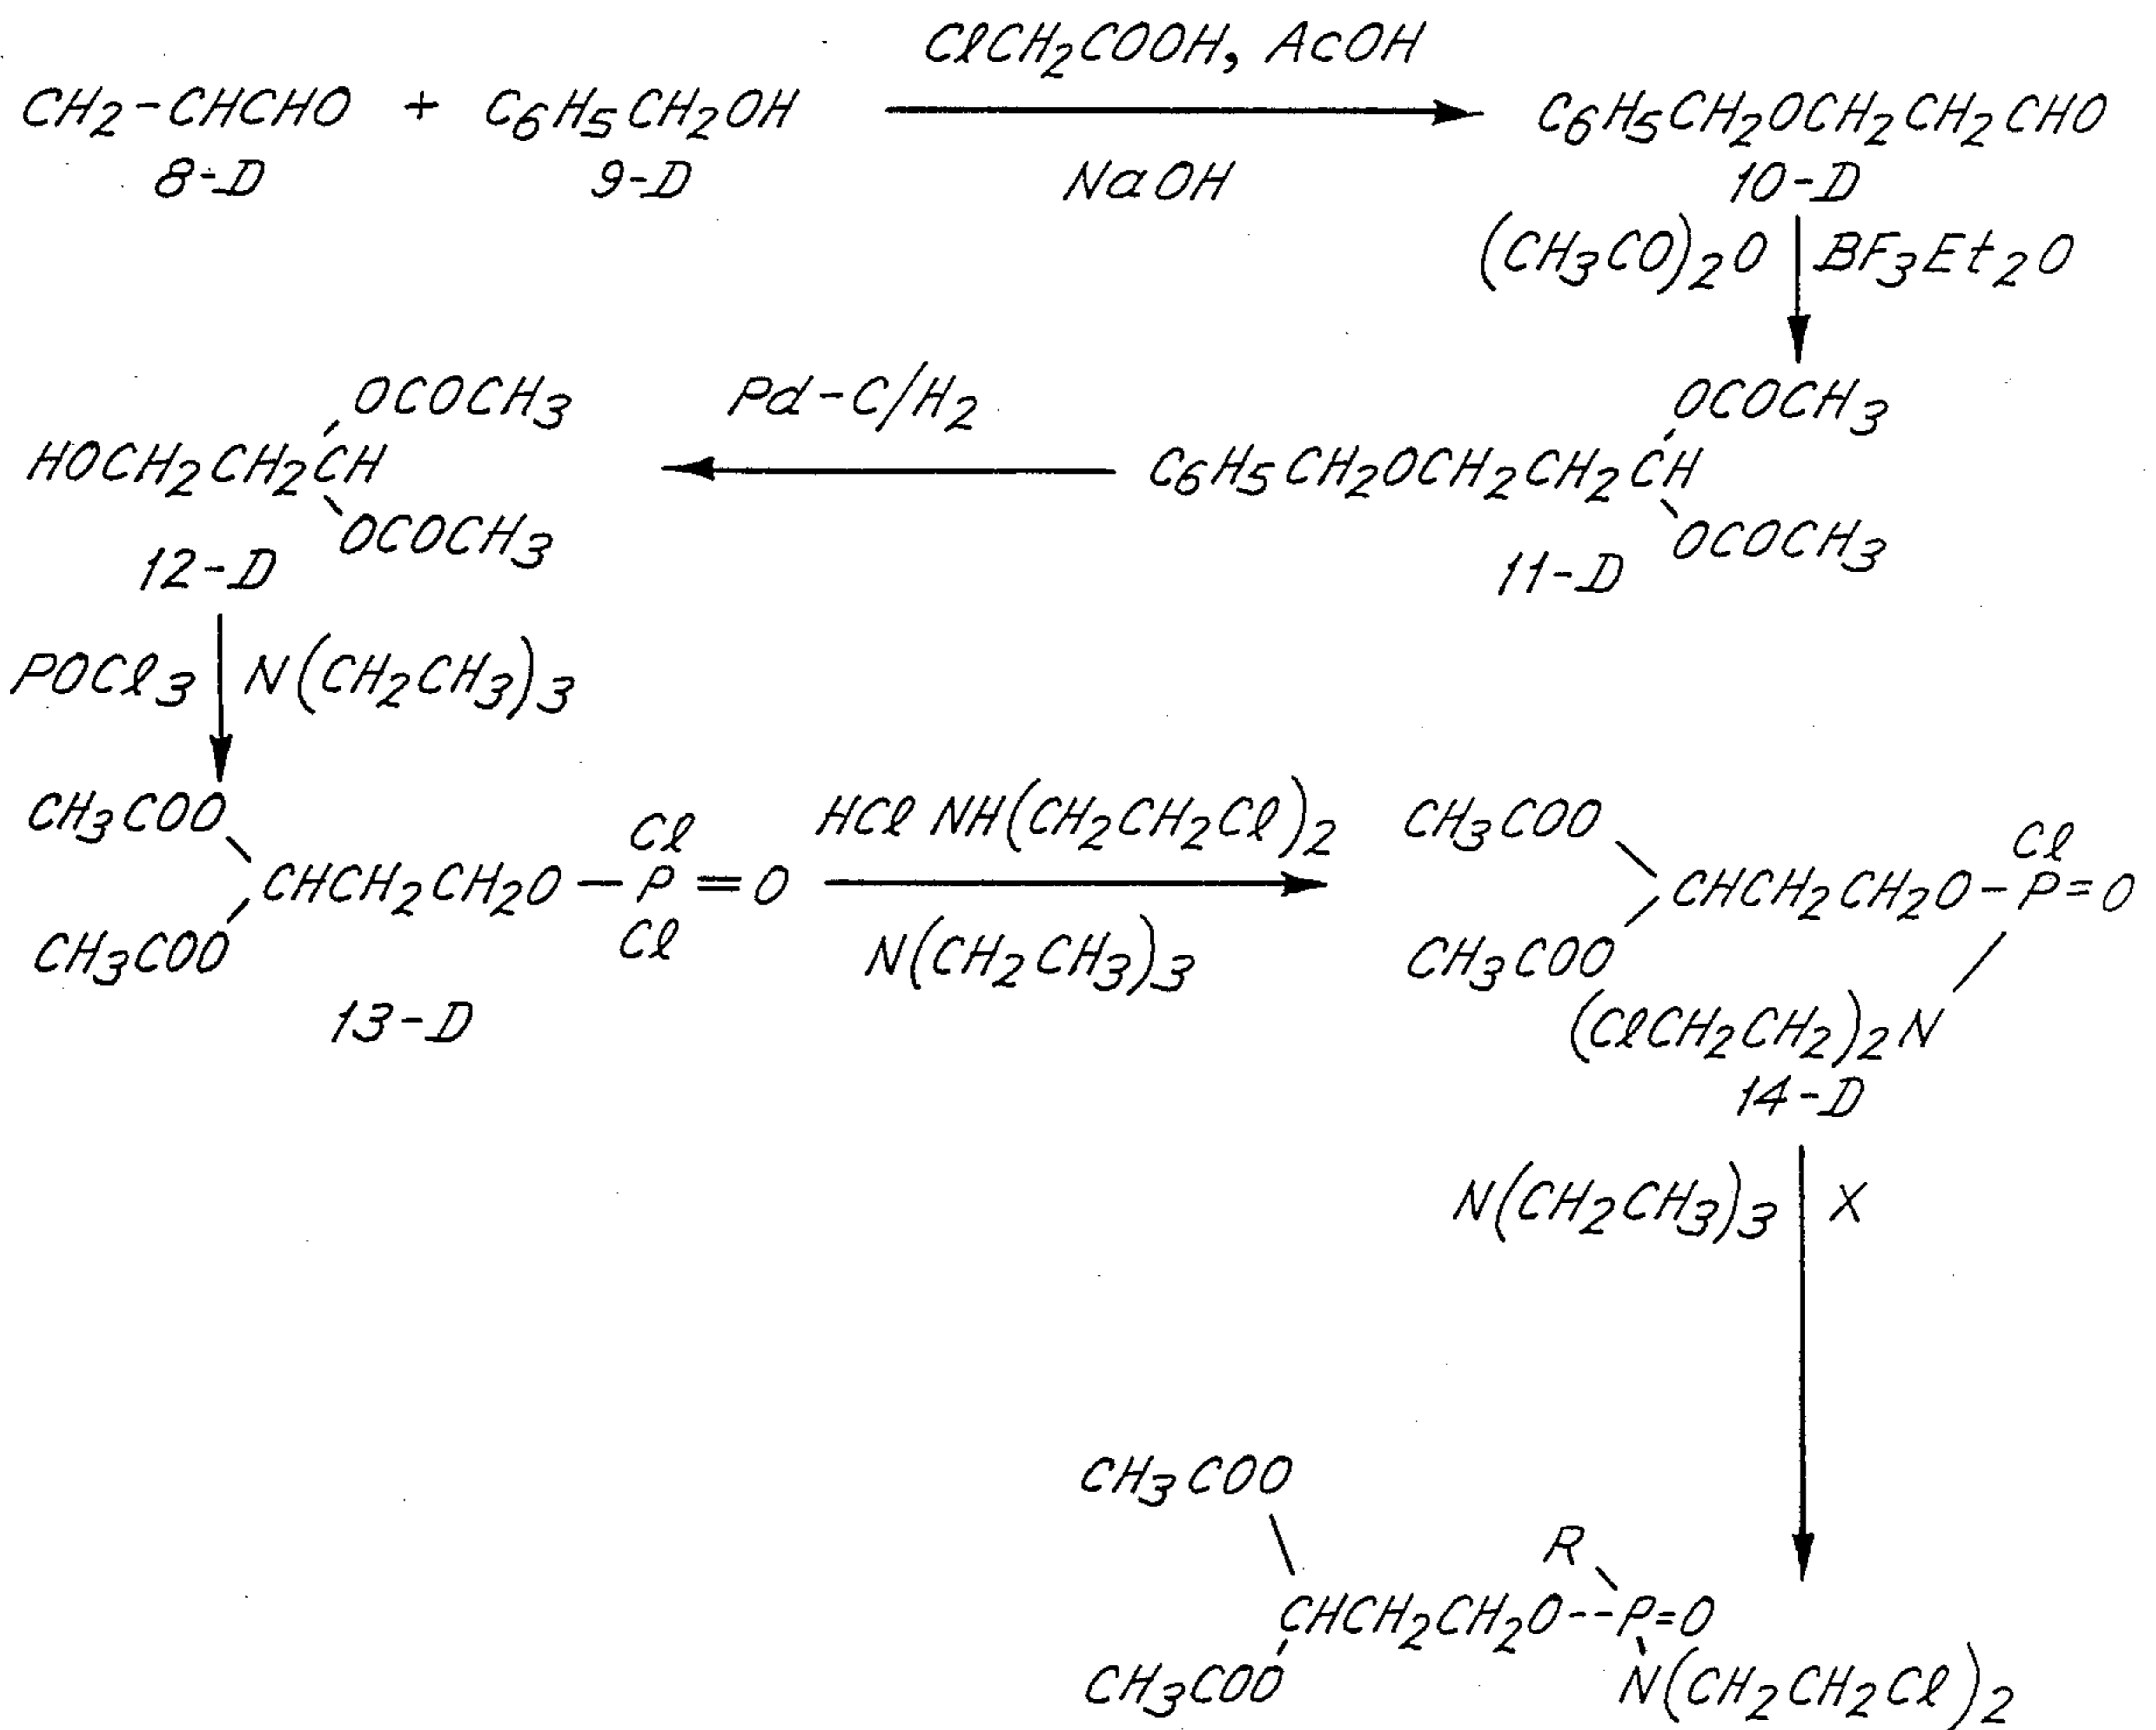 ClCH2COOH, AcOH
CH2-CHCHO + C6H5CH2OH C6H5CH2OCH2CH2CHO
8-D 9-D NaOH 10-D
(CH3CO)2O BF3Et2O
OCOCH3 Pd-C/H2 OCOCH3
HOCH2CH2CH C6H5CH2OCH2CH2CH
OCOCH3 OCOCH3
12-D 11-D
POCl3 N(CH2CH3)3
CH3COO Cl HCl NH(CH2CH2Cl)2 CH3COO Cl
CHCH2CH2O-P=O CHCH2CH2O-P=O
CH3COO Cl N(CH2CH3)3 CH3COO
13-D (ClCH2CH2)2N
14-D
N(CH2CH3)3 X
CH3COO
R
CHCH2CH2O--P=O
CH3COO N(CH2CH2Cl)2